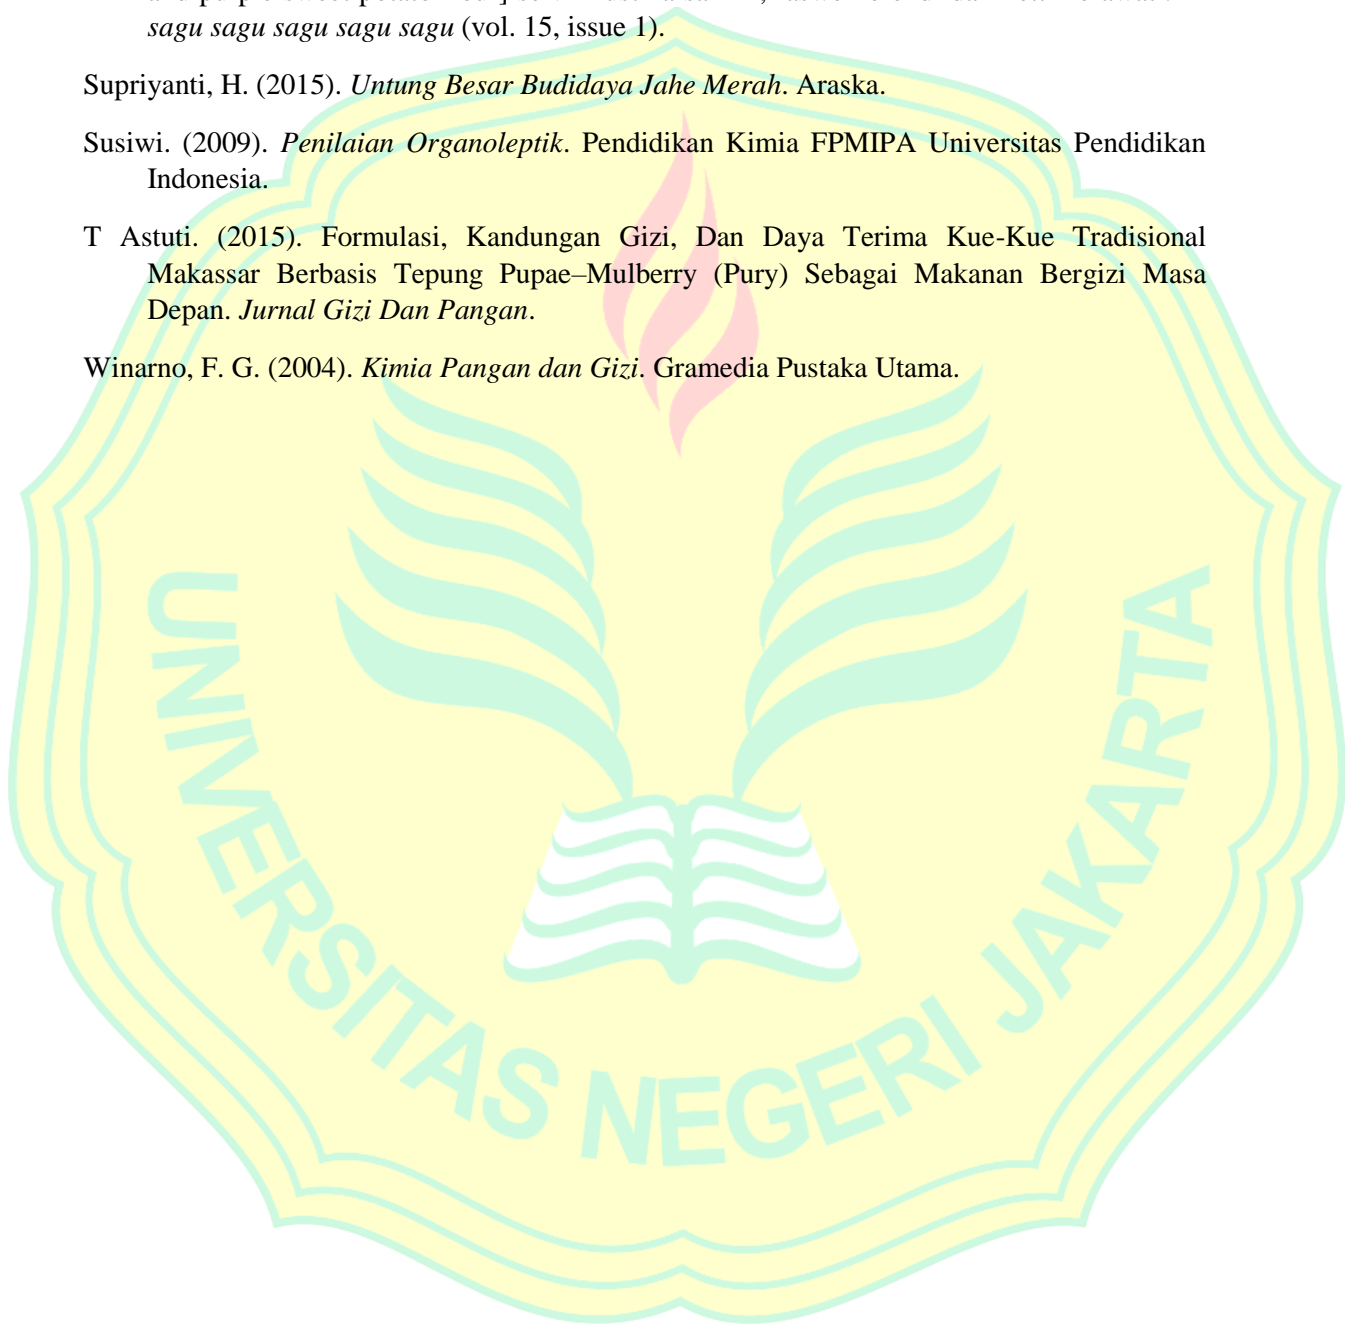 sagu sagu sagu sagu sagu (vol. 15, issue 1).
Supriyanti, H. (2015). Untung Besar Budidaya Jahe Merah. Araska.
Susiwi. (2009). Penilaian Organoleptik. Pendidikan Kimia FPMIPA Universitas Pendidikan
Indonesia.
T Astuti. (2015). Formulasi, Kandungan Gizi, Dan Daya Terima Kue-Kue Tradisional
Makassar Berbasis Tepung Pupae–Mulberry (Pury) Sebagai Makanan Bergizi Masa
Depan. Jurnal Gizi Dan Pangan.
Winarno, F. G. (2004). Kimia Pangan dan Gizi. Gramedia Pustaka Utama.
UNIVERSITAS NEGERI JAKARTA